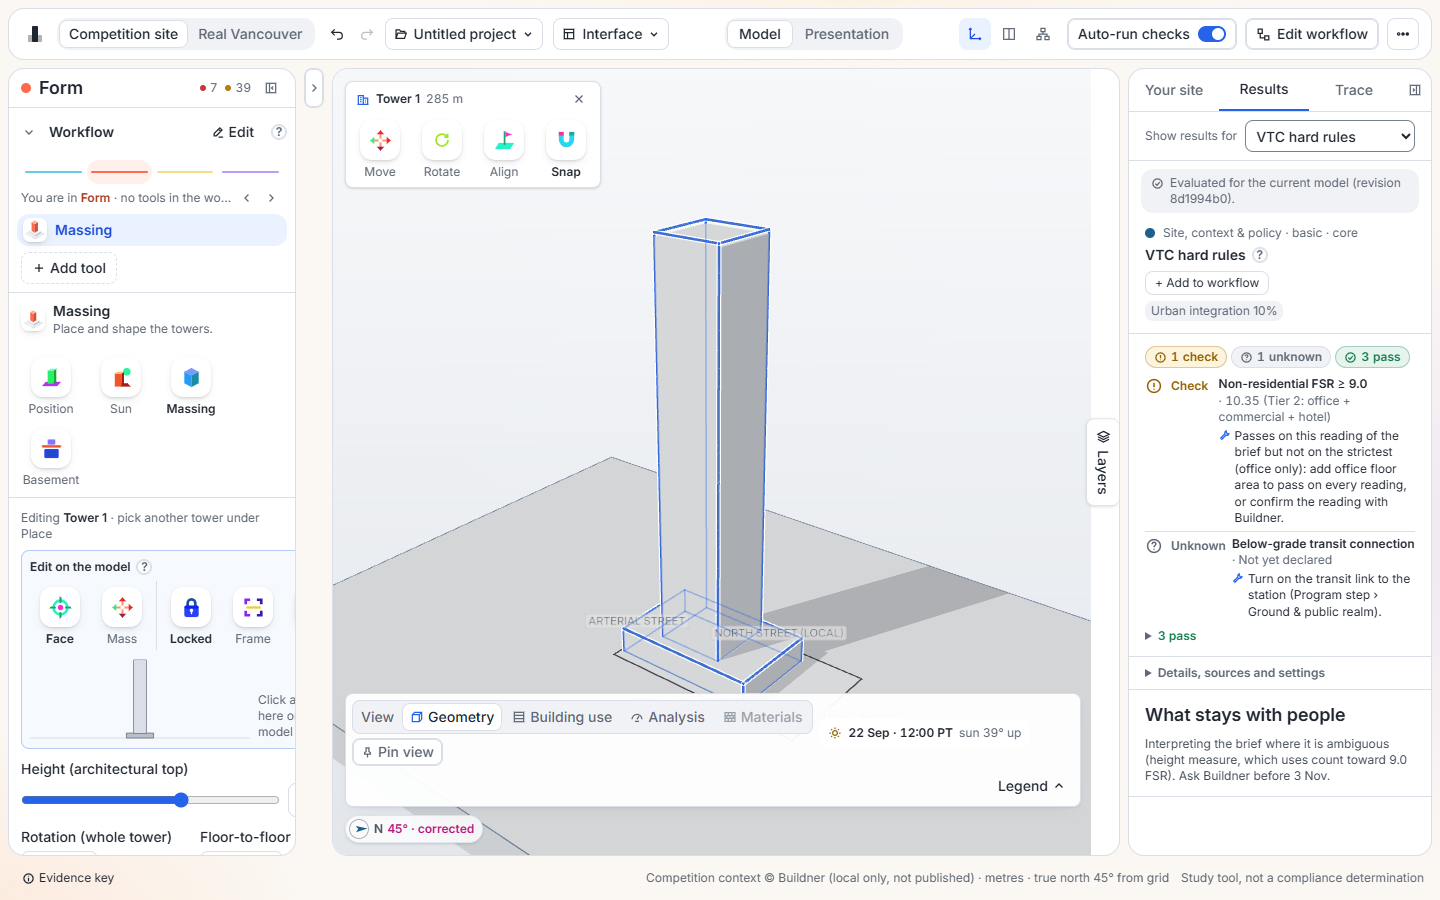 Competition site
Real Vancouver
Untitled project
Interface
Model
Presentation
Auto-run checks
Edit workflow
Form
7
39
Workflow
Edit
?
You are in Form · no tools in the wo...
Massing
+ Add tool
Massing
Place and shape the towers.
Position
Sun
Massing
Basement
Editing Tower 1 · pick another tower under
Place
Edit on the model ?
Face
Mass
Locked
Frame
Click a
here o
model
Height (architectural top)
Rotation (whole tower)
Floor-to-floor
Tower 1 285 m
Move
Rotate
Align
Snap
ARTERIAL STREET
NORTH STREET (LOCAL)
Layers
View
Geometry
Building use
Analysis
Materials
Pin view
22 Sep · 12:00 PT sun 39° up
Legend
N 45° · corrected
Your site
Results
Trace
Show results for
VTC hard rules
Evaluated for the current model (revision
8d1994b0).
Site, context & policy · basic · core
VTC hard rules ?
+ Add to workflow
Urban integration 10%
1 check
1 unknown
3 pass
Check
Non-residential FSR ≥ 9.0
· 10.35 (Tier 2: office +
commercial + hotel)
Passes on this reading of the
brief but not on the strictest
(office only): add office floor
area to pass on every reading,
or confirm the reading with
Buildner.
Unknown
Below-grade transit connection
· Not yet declared
Turn on the transit link to the
station (Program step ›
Ground & public realm).
3 pass
Details, sources and settings
What stays with people
Interpreting the brief where it is ambiguous
(height measure, which uses count toward 9.0
FSR). Ask Buildner before 3 Nov.
Evidence key
Competition context © Buildner (local only, not published) · metres · true north 45° from grid
Study tool, not a compliance determination